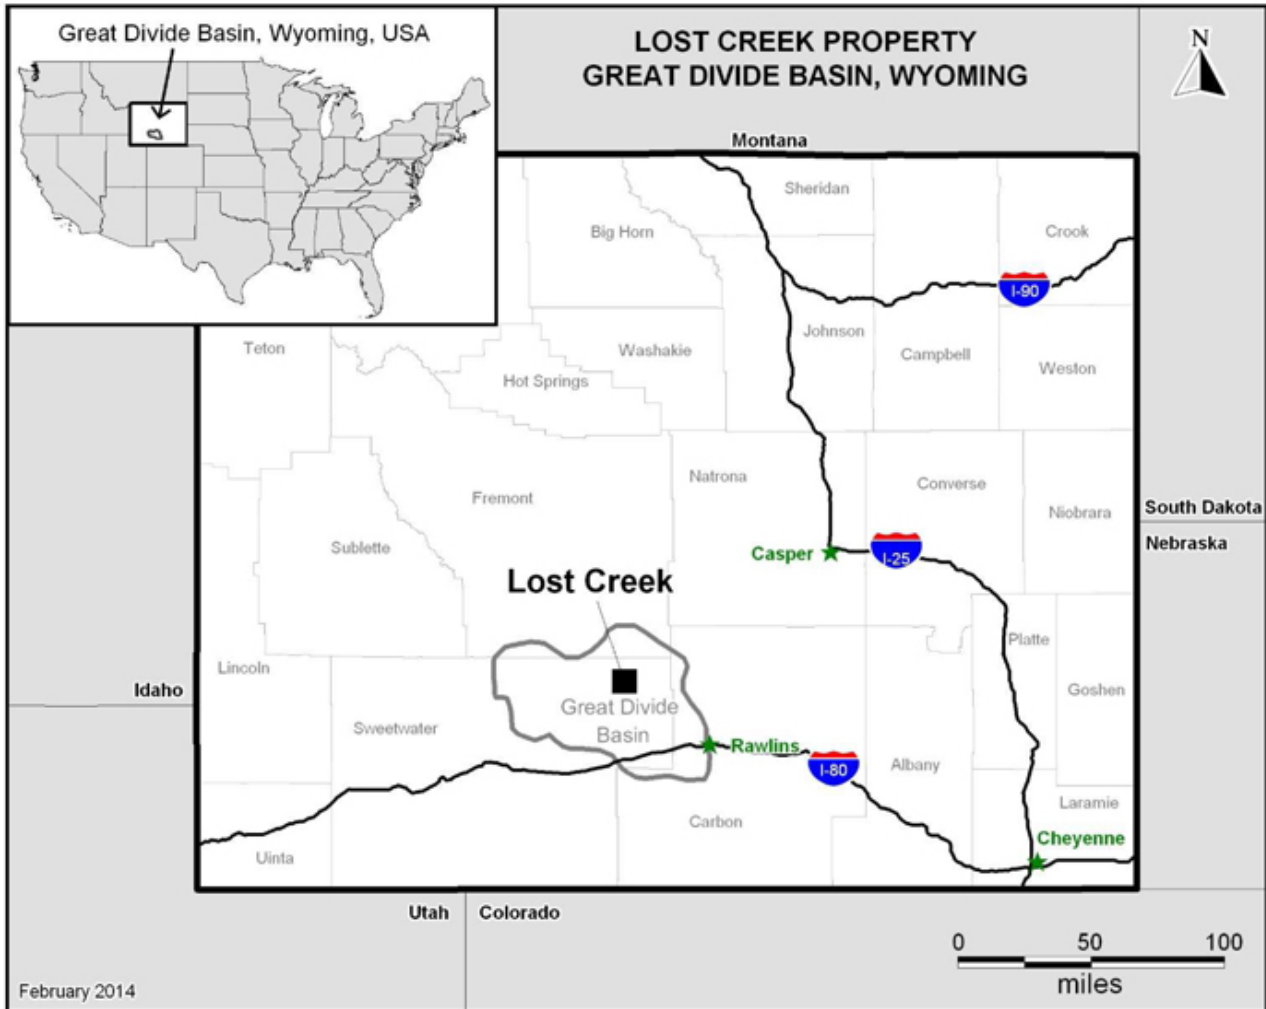 Great Divide Basin, Wyoming, USA
LOST CREEK PROPERTY
GREAT DIVIDE BASIN, WYOMING
N
Montana
Sheridan
Big Horn
Crook
I-90
Johnson
Teton
Washakie
Campbell
Weston
Hot Springs
Natrona
Converse
Fremont
Niobrara
South Dakota
Nebraska
Sublette
Casper
I-25
Lost Creek
Platte
Lincoln
Idaho
Goshen
Great Divide
Basin
Sweetwater
Rawlins
I-80
Albany
Laramie
Carbon
Cheyenne
Uinta
Utah
Colorado
0 50 100
miles
February 2014